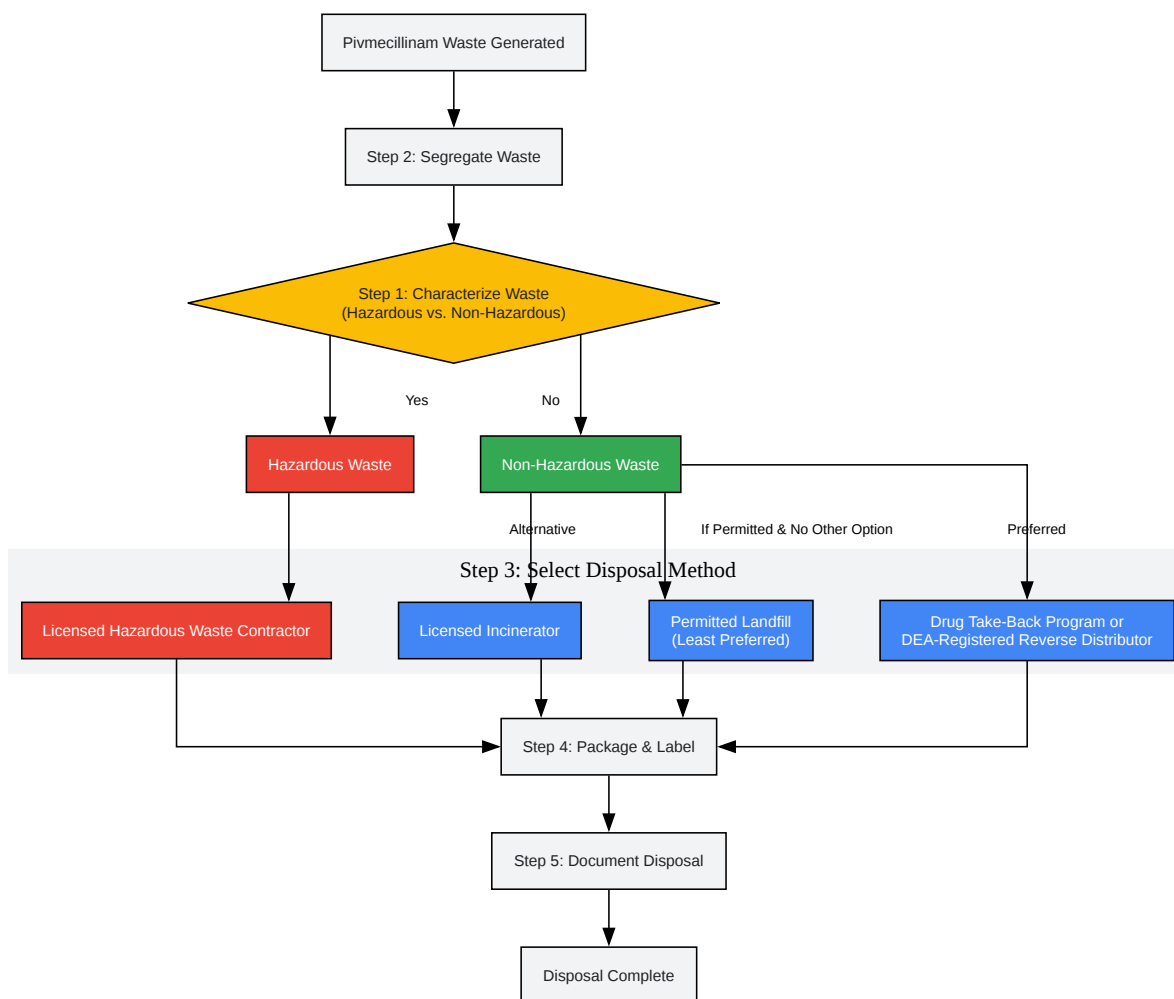 Pivmecillinam Waste Generated
Step 2: Segregate Waste
Step 1: Characterize Waste
(Hazardous vs. Non-Hazardous)
Yes
No
Hazardous Waste
Non-Hazardous Waste
Alternative
If Permitted & No Other Option
Preferred
Step 3: Select Disposal Method
Licensed Hazardous Waste Contractor
Licensed Incinerator
Permitted Landfill
(Least Preferred)
Drug Take-Back Program or
DEA-Registered Reverse Distributor
Step 4: Package & Label
Step 5: Document Disposal
Disposal Complete